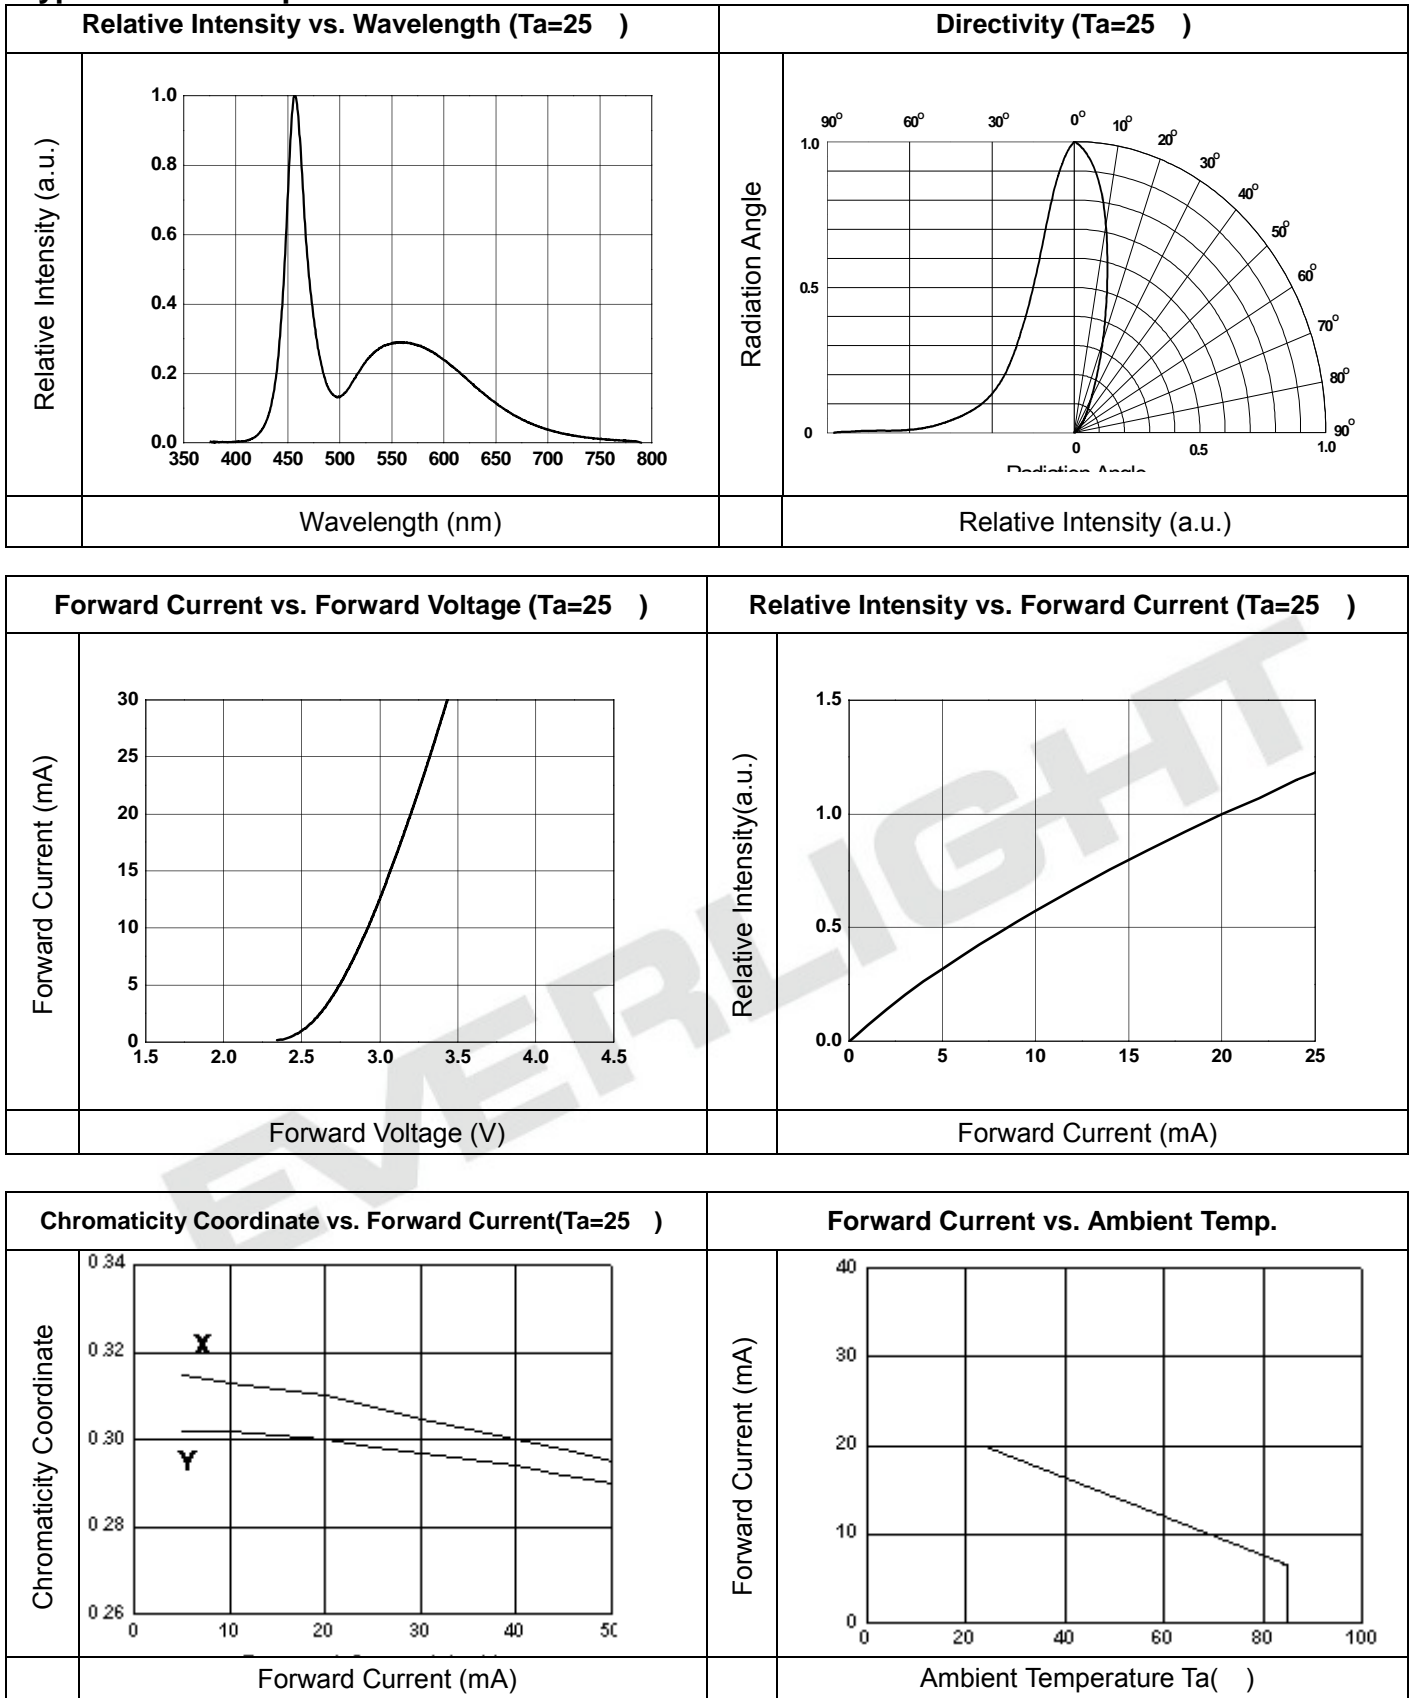 Relative Intensity vs. Wavelength (Ta=25 )
Directivity (Ta=25 )
Relative Intensity (a.u.)
1.0
0.8
0.6
0.4
0.2
0.0
350 400 450 500 550 600 650 700 750 800
Wavelength (nm)
Radiation Angle
90° 60° 30° 0° 10° 20° 30° 40° 50° 60° 70° 80° 90°
1.0
0.5
0
0 0.5 1.0
Radiation Angle
Relative Intensity (a.u.)
Forward Current vs. Forward Voltage (Ta=25 )
Relative Intensity vs. Forward Current (Ta=25 )
Forward Current (mA)
30
25
20
15
10
5
0
1.5 2.0 2.5 3.0 3.5 4.0 4.5
Forward Voltage (V)
Relative Intensity(a.u.)
1.5
1.0
0.5
0.0
0 5 10 15 20 25
Forward Current (mA)
EVERLIGHT
Chromaticity Coordinate vs. Forward Current(Ta=25 )
Forward Current vs. Ambient Temp.
Chromaticity Coordinate
0.34
0.32
0.30
0.28
0.26
X
Y
0 10 20 30 40 50
Forward Current (mA)
Forward Current (mA)
40
30
20
10
0
0 20 40 60 80 100
Ambient Temperature Ta( )